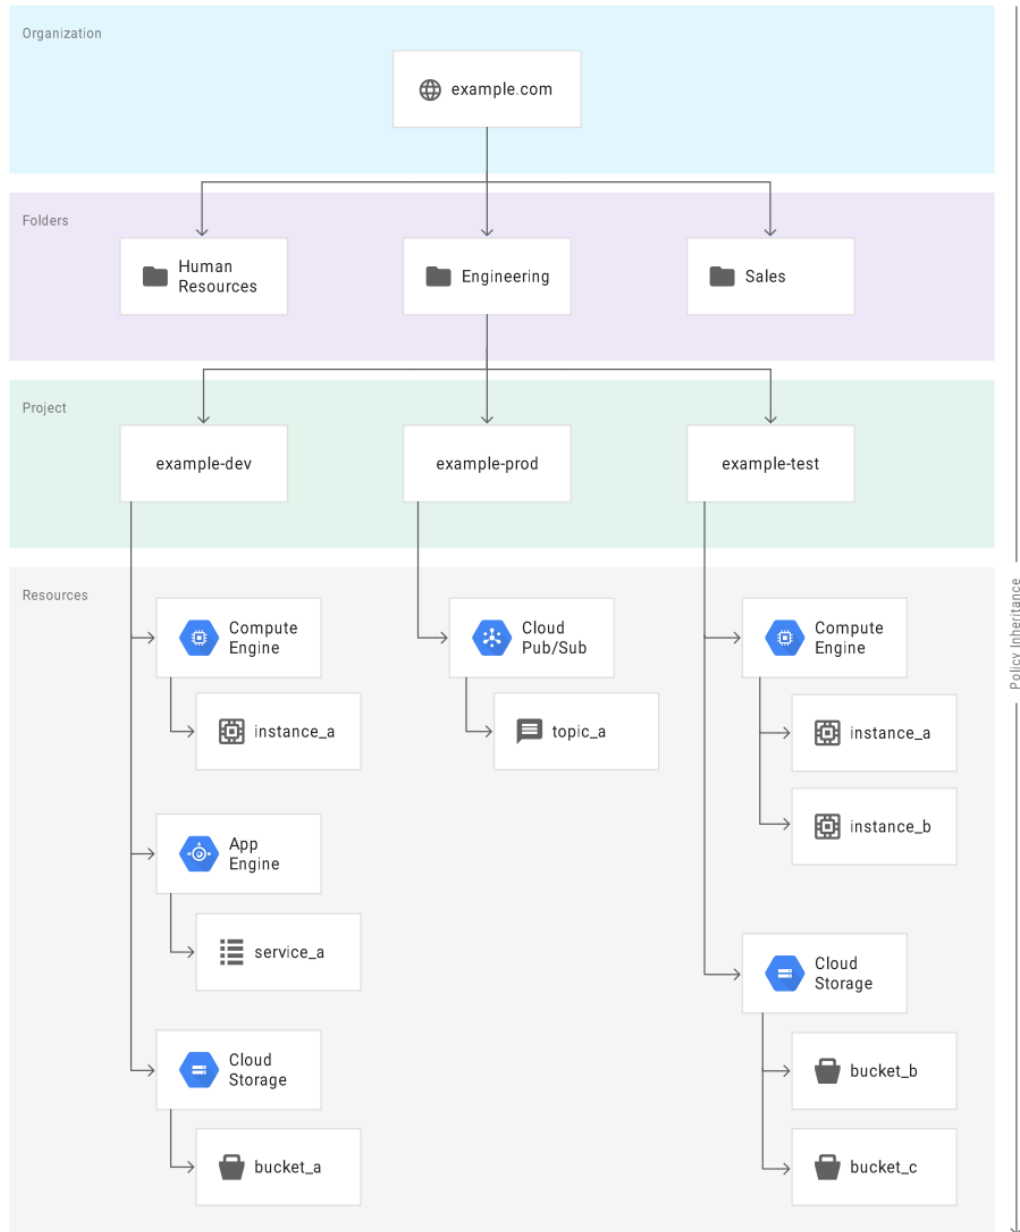 Organization
example.com
Folders
Human
Resources
Engineering
Sales
Project
example-dev
example-prod
example-test
Resources
Compute
Engine
instance_a
App
Engine
service_a
Cloud
Storage
bucket_a
Cloud
Pub/Sub
topic_a
Compute
Engine
instance_a
instance_b
Cloud
Storage
bucket_b
bucket_c
Policy Inheritance